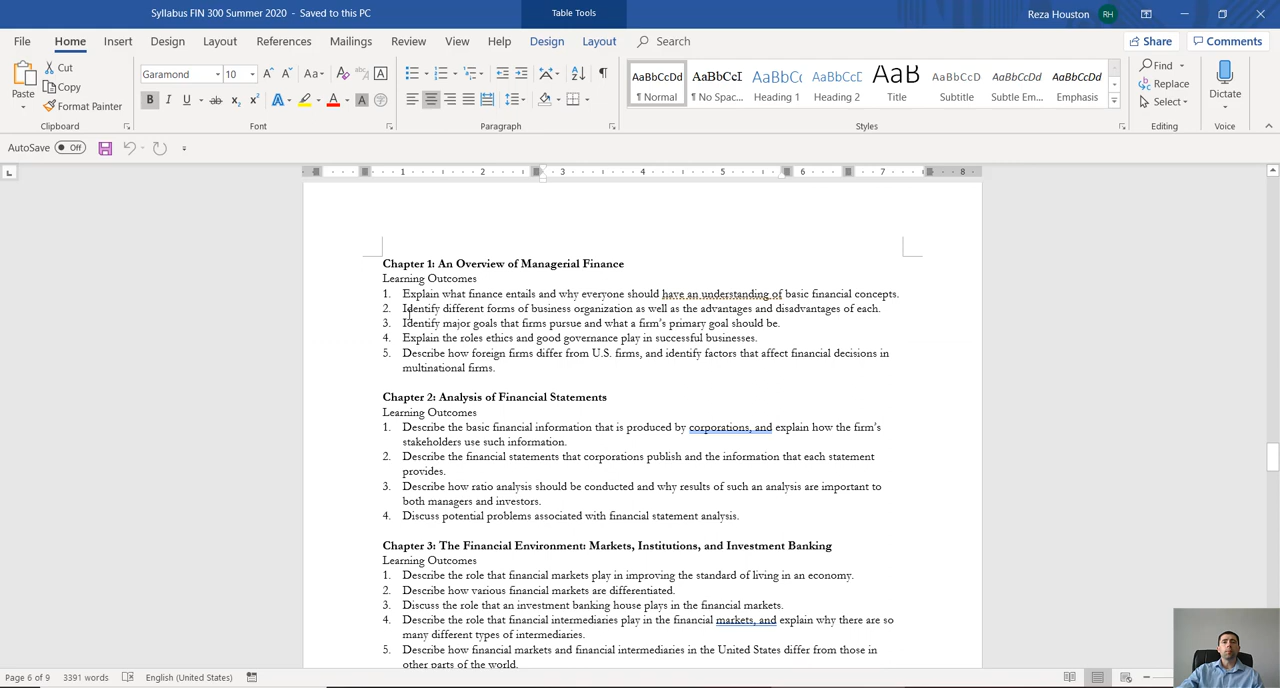 Syllabus FIN 300 Summer 2020 - Saved to this PC
Table Tools
Reza Houston
RH
File Home Insert Draw Design Layout References Mailings Review View Help Design Layout Search
Share
Comments
Paste
Cut
Copy
Format Painter
Clipboard
Garamond
10
Font
Paragraph
AaBbCcDd
¶ Normal
¶ No Spac...
Heading 1
Heading 2
Title
AaBbCcDd
Subtitle
AaBbCcDd
Subtle Em...
AaBbCcDd
Emphasis
Styles
Find
Replace
Select
Editing
Dictate
Voice
AutoSave Off
1 2 3 4 5 6 7 8
Chapter 1: An Overview of Managerial Finance
Learning Outcomes
1. Explain what finance entails and why everyone should have an understanding of basic financial concepts.
2. Identify different forms of business organization as well as the advantages and disadvantages of each.
3. Identify major goals that firms pursue and what a firm's primary goal should be.
4. Explain the roles ethics and good governance play in successful businesses.
5. Describe how foreign firms differ from U.S. firms, and identify factors that affect financial decisions in
multinational firms.
Chapter 2: Analysis of Financial Statements
Learning Outcomes
1. Describe the basic financial information that is produced by corporations, and explain how the firm's
stakeholders use such information.
2. Describe the financial statements that corporations publish and the information that each statement
provides.
3. Describe how ratio analysis should be conducted and why results of such an analysis are important to
both managers and investors.
4. Discuss potential problems associated with financial statement analysis.
Chapter 3: The Financial Environment: Markets, Institutions, and Investment Banking
Learning Outcomes
1. Describe the role that financial markets play in improving the standard of living in an economy.
2. Describe how various financial markets are differentiated.
3. Discuss the role that an investment banking house plays in the financial markets.
4. Describe the role that financial intermediaries play in the financial markets, and explain why there are so
many different types of intermediaries.
5. Describe how financial markets and financial intermediaries in the United States differ from those in
other parts of the world.
Page 6 of 9 3391 words English (United States)